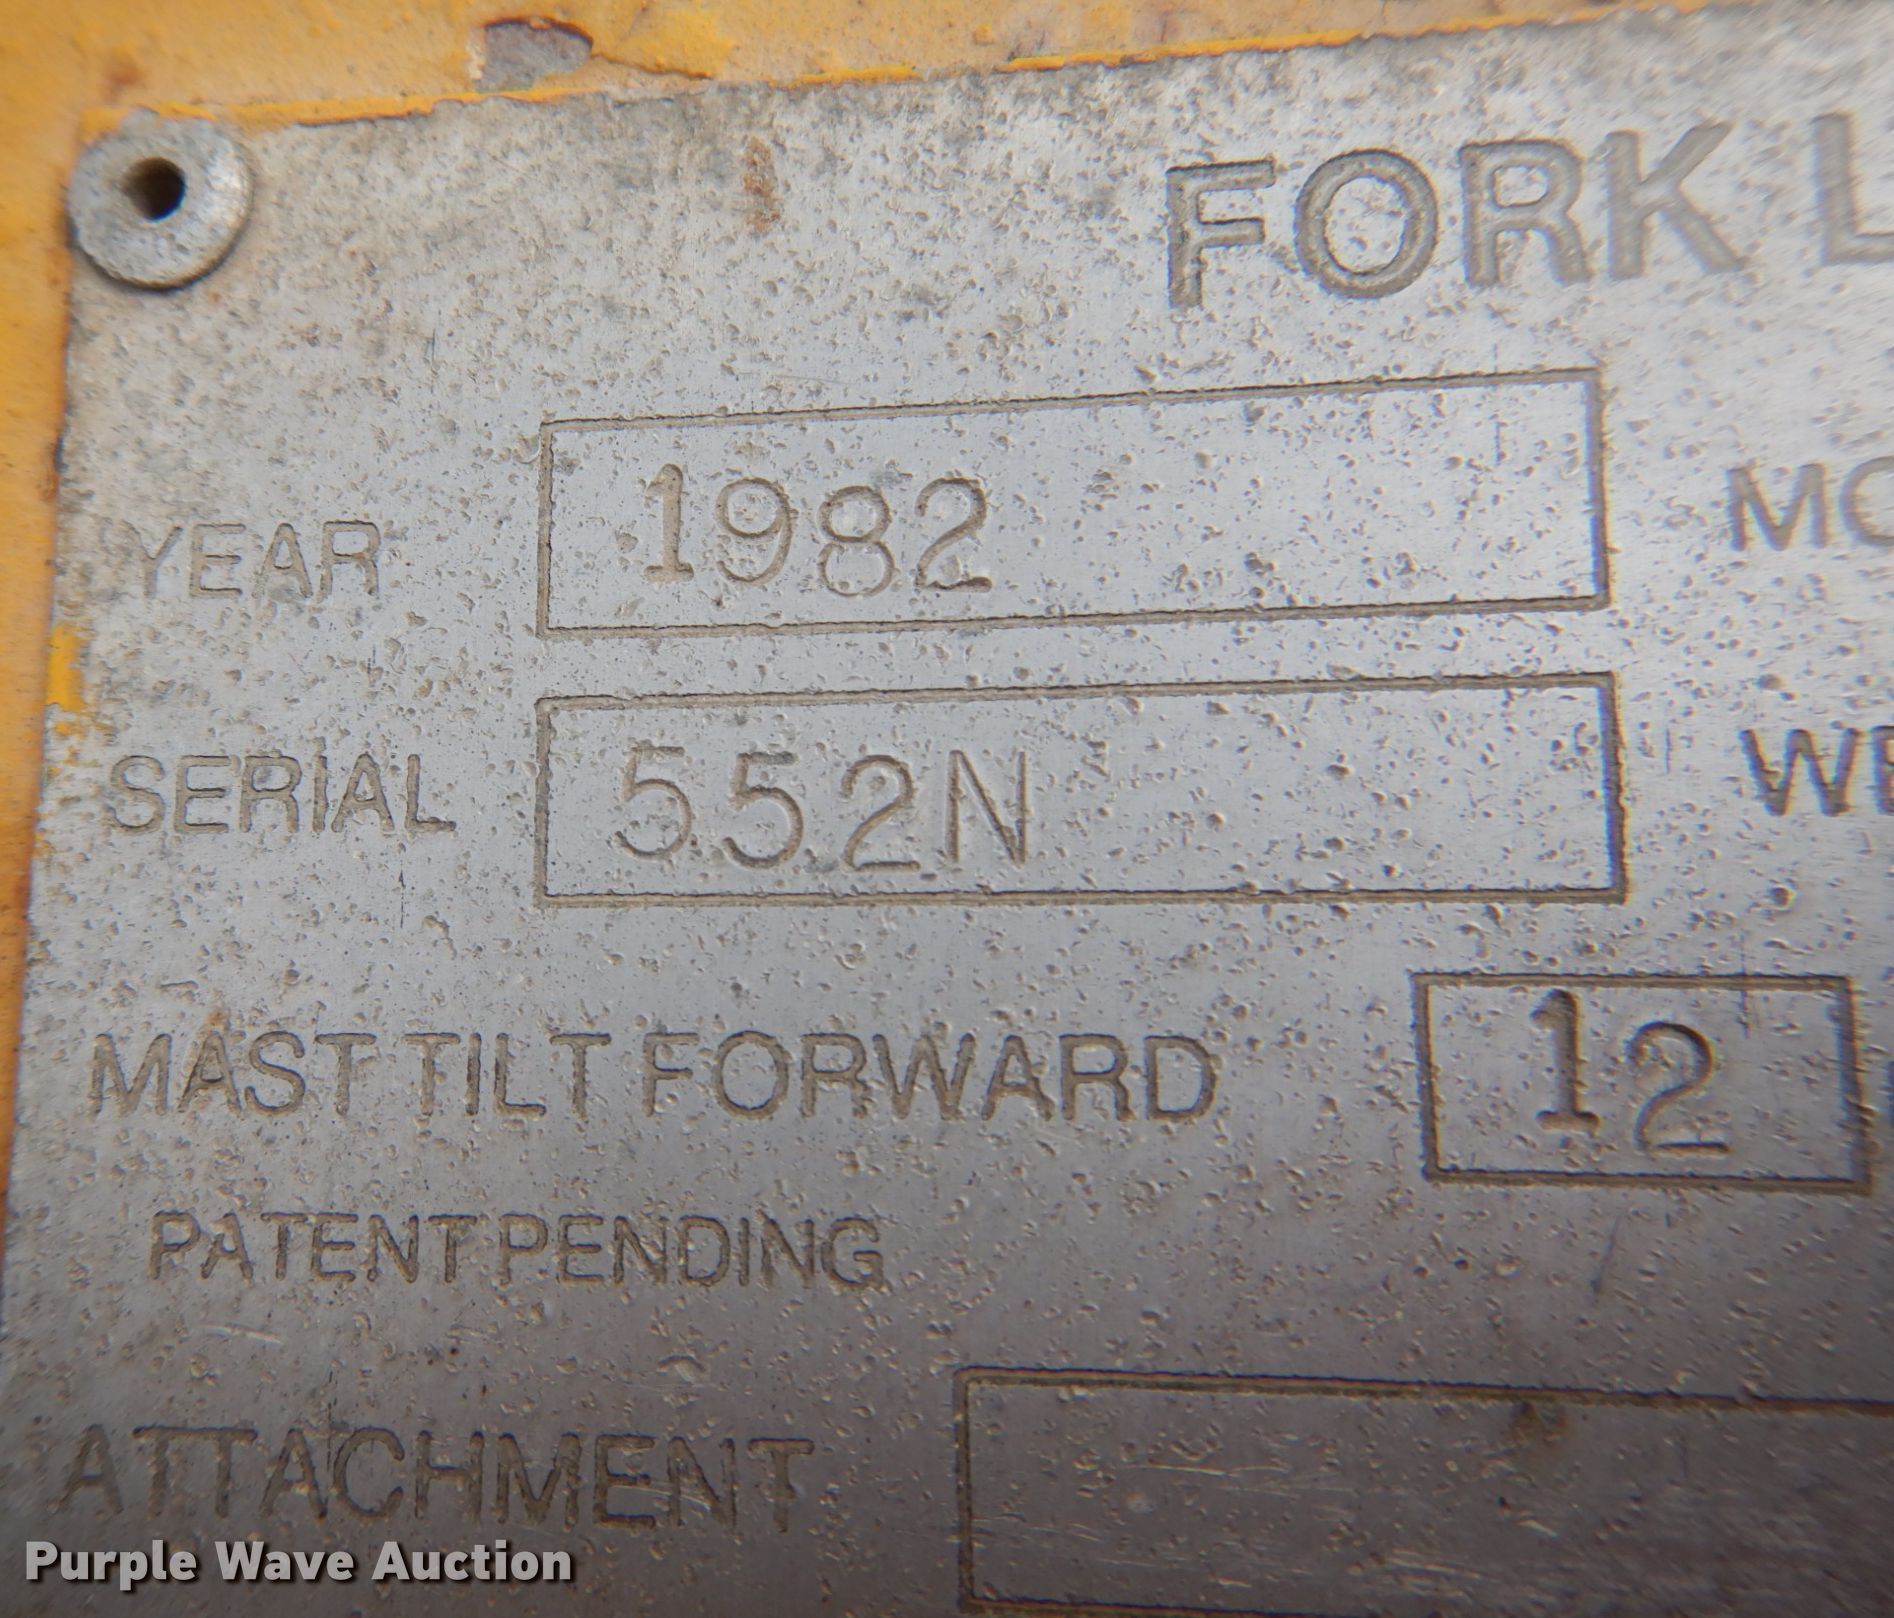 FORK L
YEAR 1982 MO
SERIAL 552N WE
MAST TILT FORWARD 12
PATENT PENDING
ATTACHMENT
Purple Wave Auction